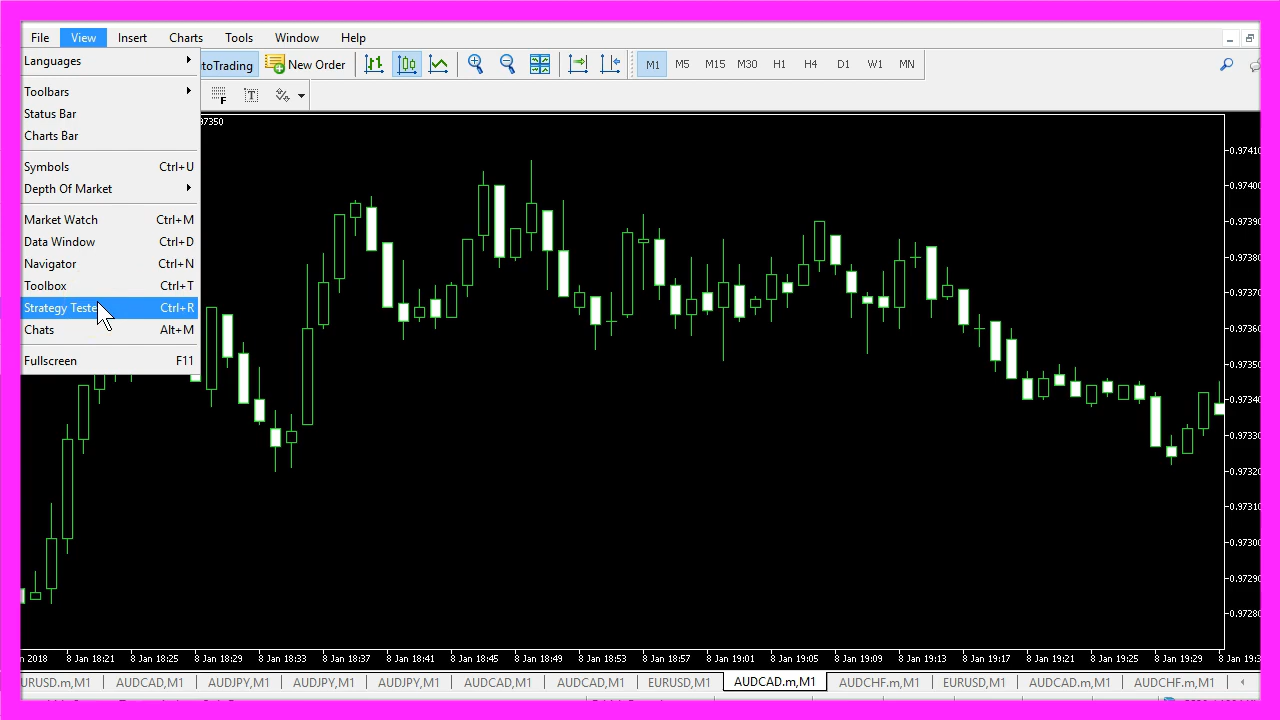 File View Insert Charts Tools Window Help
Languages
toTrading New Order M1 M5 M15 M30 H1 H4 D1 W1 MN
Toolbars
Status Bar
Charts Bar
Symbols Ctrl+U
Depth Of Market
Market Watch Ctrl+M
Data Window Ctrl+D
Navigator Ctrl+N
Toolbox Ctrl+T
Strategy Teste Ctrl+R
Chats Alt+M
Fullscreen F11
97350
0.97410
0.97400
0.97390
0.97380
0.97370
0.97360
0.97350
0.97340
0.97330
0.97320
0.97310
0.97300
0.97290
0.97280
n 2018 8 Jan 18:21 8 Jan 18:25 8 Jan 18:29 8 Jan 18:33 8 Jan 18:37 8 Jan 18:41 8 Jan 18:45 8 Jan 18:49 8 Jan 18:53 8 Jan 18:57 8 Jan 19:01 8 Jan 19:05 8 Jan 19:09 8 Jan 19:13 8 Jan 19:17 8 Jan 19:21 8 Jan 19:25 8 Jan 19:29 8 Jan 19:3
URUSD.m,M1 AUDCAD,M1 AUDJPY,M1 AUDJPY,M1 AUDJPY,M1 AUDCAD,M1 AUDCAD,M1 EURUSD,M1 AUDCAD.m,M1 AUDCHF.m,M1 EURUSD,M1 AUDCAD.m,M1 AUDCHF.m,M1